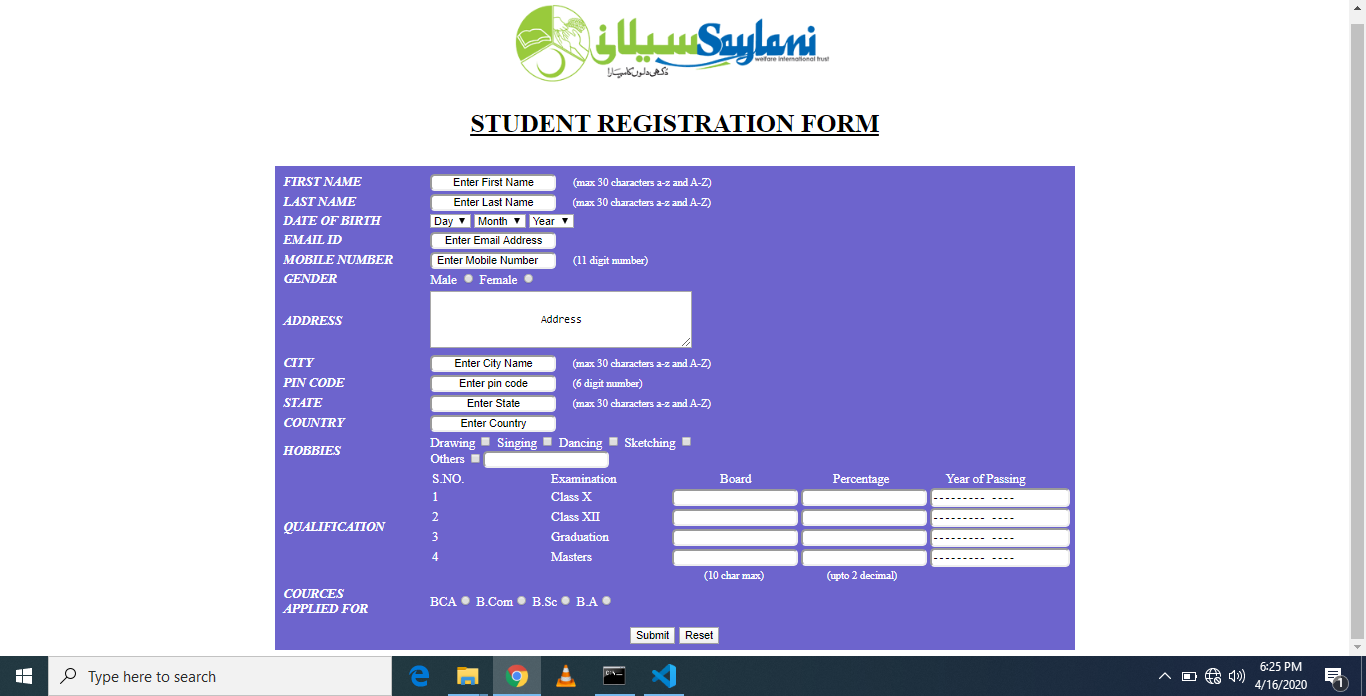 سیلانی Saylani
welfare international trust
STUDENT REGISTRATION FORM
FIRST NAME Enter First Name (max 30 characters a-z and A-Z)
LAST NAME Enter Last Name (max 30 characters a-z and A-Z)
DATE OF BIRTH Day Month Year
EMAIL ID Enter Email Address
MOBILE NUMBER Enter Mobile Number (11 digit number)
GENDER Male Female
ADDRESS Address
CITY Enter City Name (max 30 characters a-z and A-Z)
PIN CODE Enter pin code (6 digit number)
STATE Enter State (max 30 characters a-z and A-Z)
COUNTRY Enter Country
HOBBIES Drawing Singing Dancing Sketching
Others
S.NO. Examination Board Percentage Year of Passing
1 Class X --------- ----
2 Class XII --------- ----
QUALIFICATION
3 Graduation --------- ----
4 Masters --------- ----
(10 char max) (upto 2 decimal)
COURCES
APPLIED FOR
BCA B.Com B.Sc B.A
Submit Reset
Type here to search
6:25 PM
4/16/2020
1